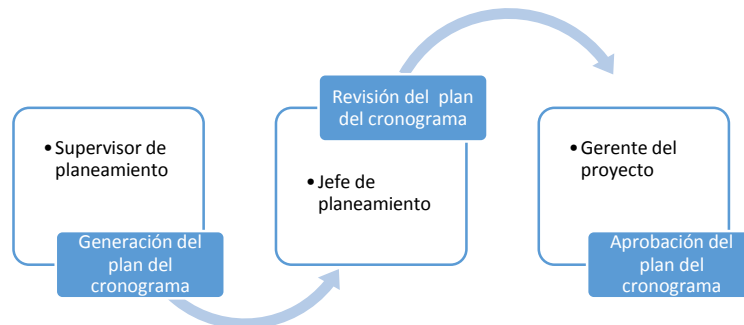 • Supervisor de
planeamiento
Generación del
plan del
cronograma
Revisión del plan
del cronograma
• Jefe de
planeamiento
• Gerente del
proyecto
Aprobación del
plan del
cronograma